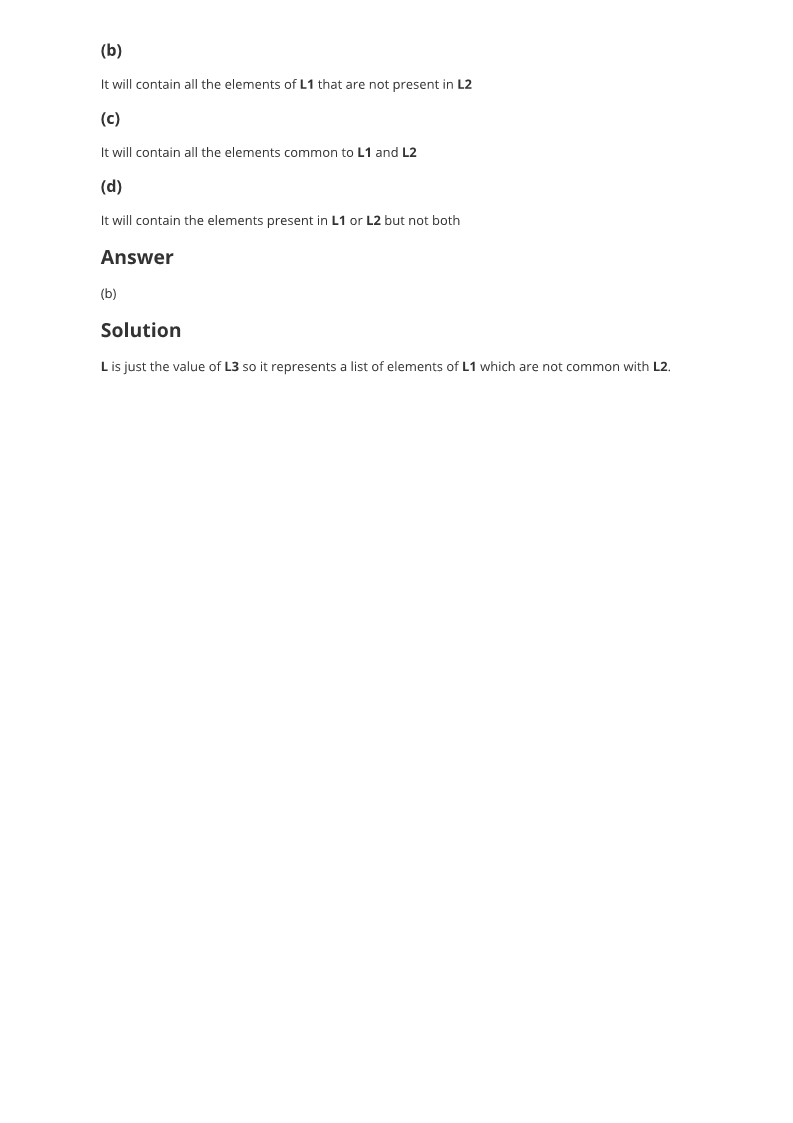 (b)
It will contain all the elements of L1 that are not present in L2
(c)
It will contain all the elements common to L1 and L2
(d)
It will contain the elements present in L1 or L2 but not both
Answer
(b)
Solution
L is just the value of L3 so it represents a list of elements of L1 which are not common with L2.